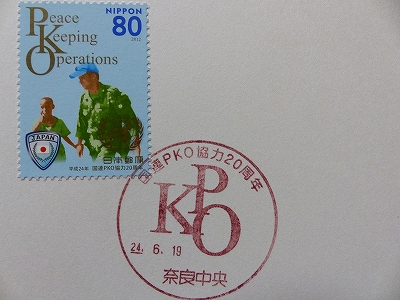 Peace
Keeping
Operations
NIPPON
80
2012
JAPAN
日本郵便
平成24年 国連PKO協力20周年
国連PKO協力20周年
PKO
24. 6. 19
奈良中央